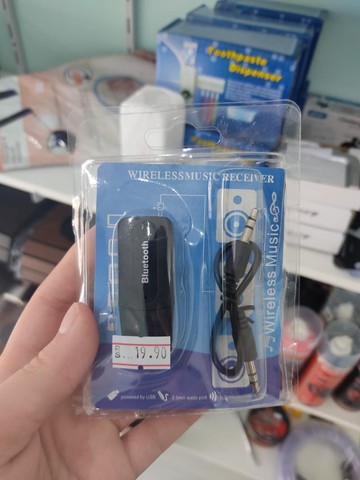 Toothpaste
Dispenser
WIRELESS MUSIC RECEIVER
Bluetooth
Wireless Music
19.90
powered by USB
3.5mm audio port